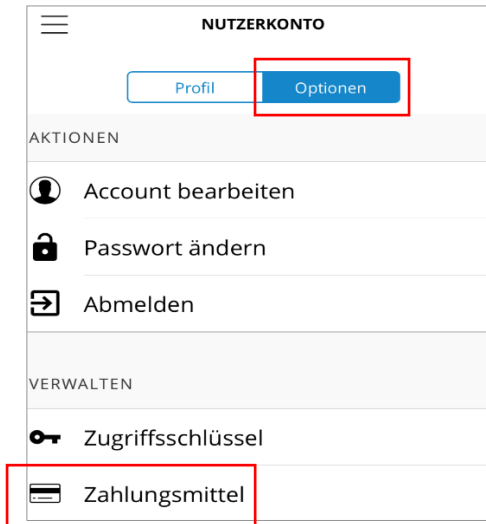 NUTZERKONTO
Profil Optionen
AKTIONEN
Account bearbeiten
Passwort ändern
Abmelden
VERWALTEN
Zugriffsschlüssel
Zahlungsmittel